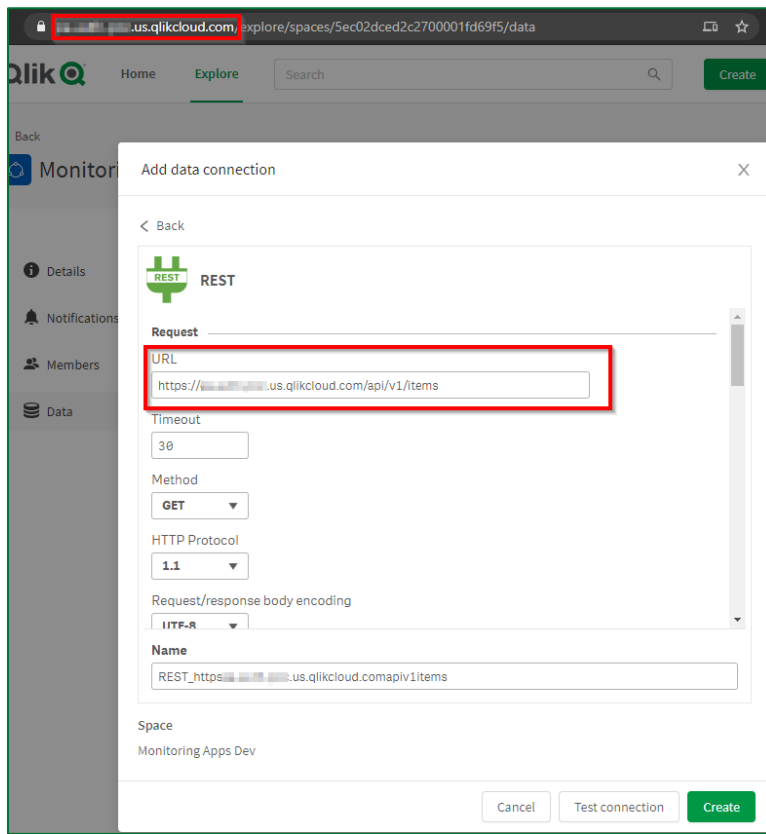 .us.qlikcloud.com/explore/spaces/5ec02dced2c2700001fd69f5/data
Qlik
Home
Explore
Search
Create
Back
Monitori
Add data connection
Back
Details
REST
REST
Notifications
Request
URL
Members
https:// .us.qlikcloud.com/api/v1/items
Data
Timeout
30
Method
GET
HTTP Protocol
1.1
Request/response body encoding
UTF-8
Name
REST_https .us.qlikcloud.comapiv1items
Space
Monitoring Apps Dev
Cancel
Test connection
Create